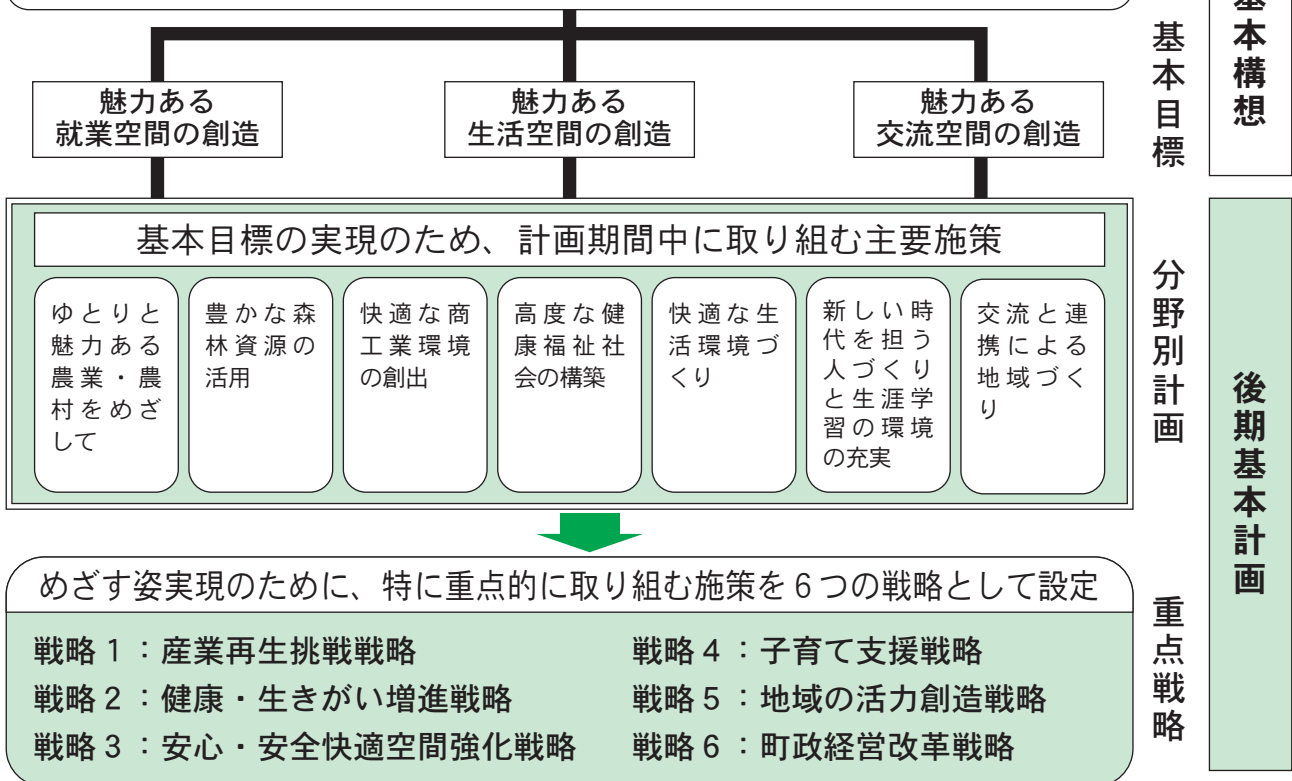 基本構想
基本目標
魅力ある
就業空間の創造
魅力ある
生活空間の創造
魅力ある
交流空間の創造
基本目標の実現のため、計画期間中に取り組む主要施策
ゆとりと
魅力ある
農業・農
村をめざ
して
豊かな森
林資源の
活用
快適な商
工業環境
の創出
高度な健
康福祉社
会の構築
快適な生
活環境づ
くり
新しい時
代を担う
人づくり
と生涯学
習の環境
の充実
交流と連
携による
地域づく
り
分野別計画
後期基本計画
めざす姿実現のために、特に重点的に取り組む施策を6つの戦略として設定
戦略1：産業再生挑戦戦略
戦略2：健康・生きがい増進戦略
戦略3：安心・安全快適空間強化戦略
戦略4：子育て支援戦略
戦略5：地域の活力創造戦略
戦略6：町政経営改革戦略
重点戦略